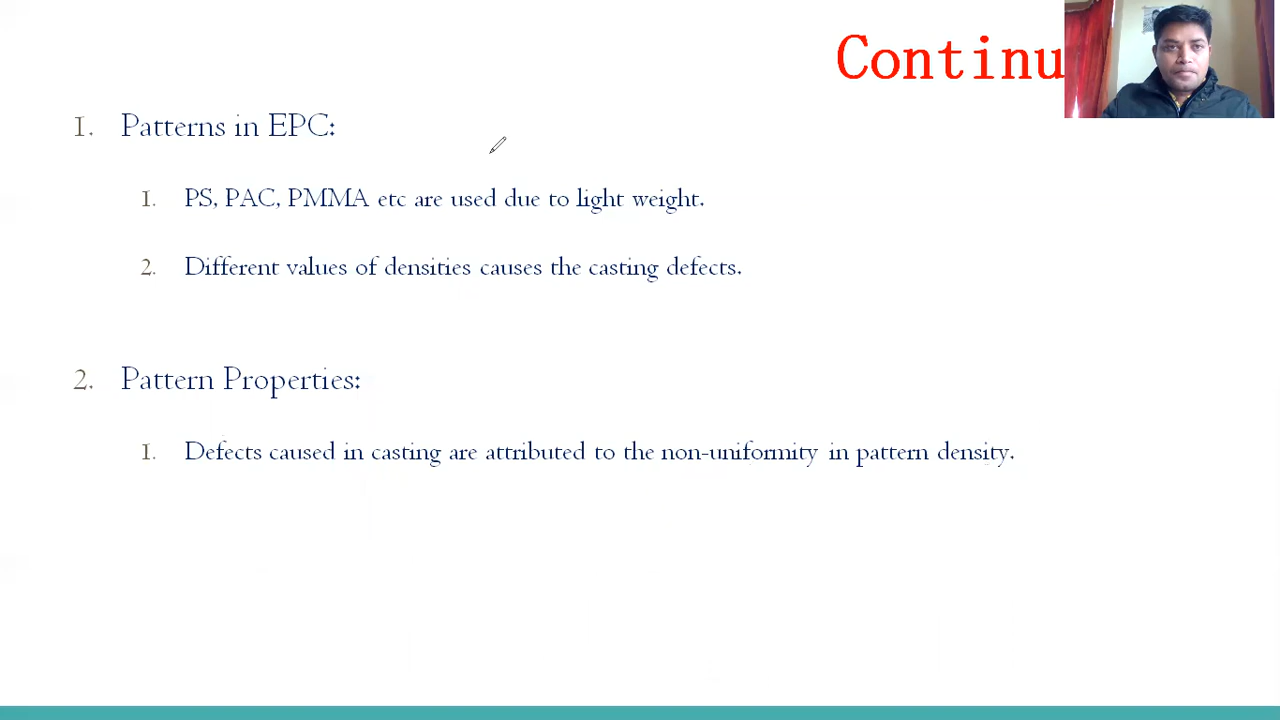 Continu
1. Patterns in EPC:
1. PS, PAC, PMMA etc are used due to light weight.
2. Different values of densities causes the casting defects.
2. Pattern Properties:
1. Defects caused in casting are attributed to the non-uniformity in pattern density.